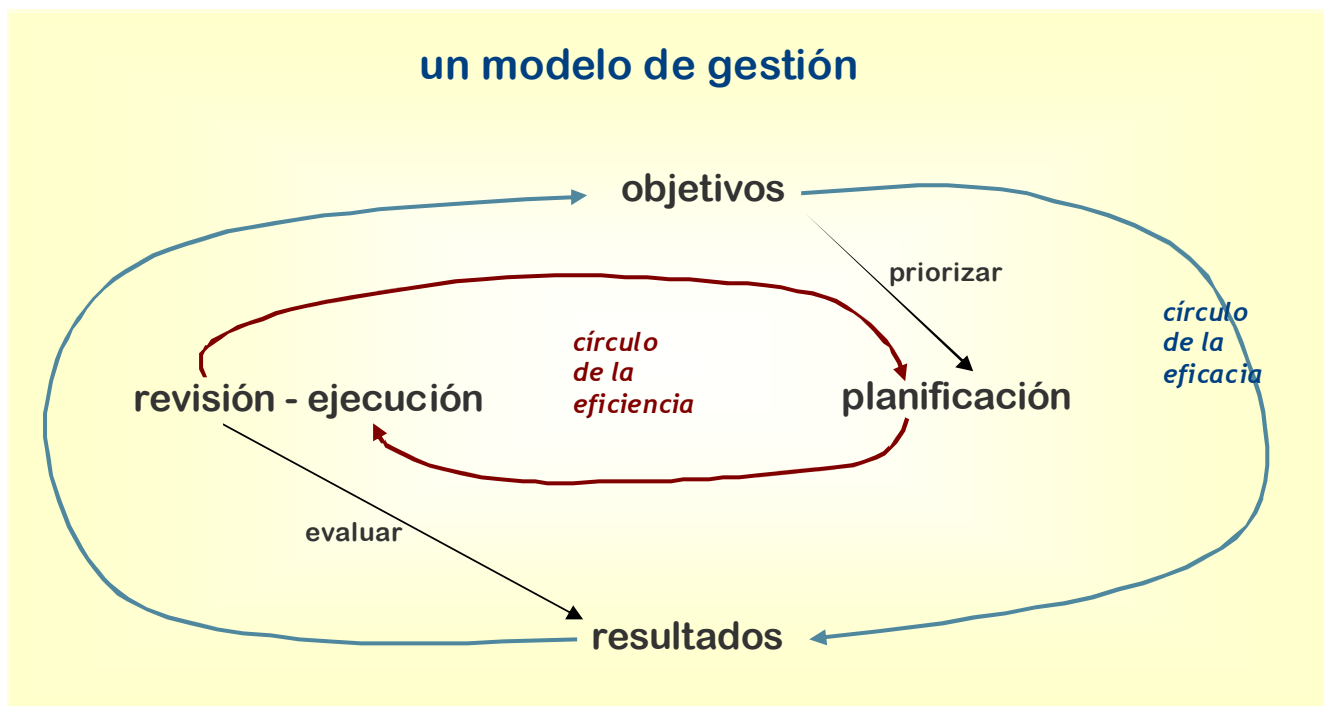 un modelo de gestión
objetivos
priorizar
círculo
de la
eficacia
círculo
de la
eficiencia
revisión - ejecución
planificación
evaluar
resultados